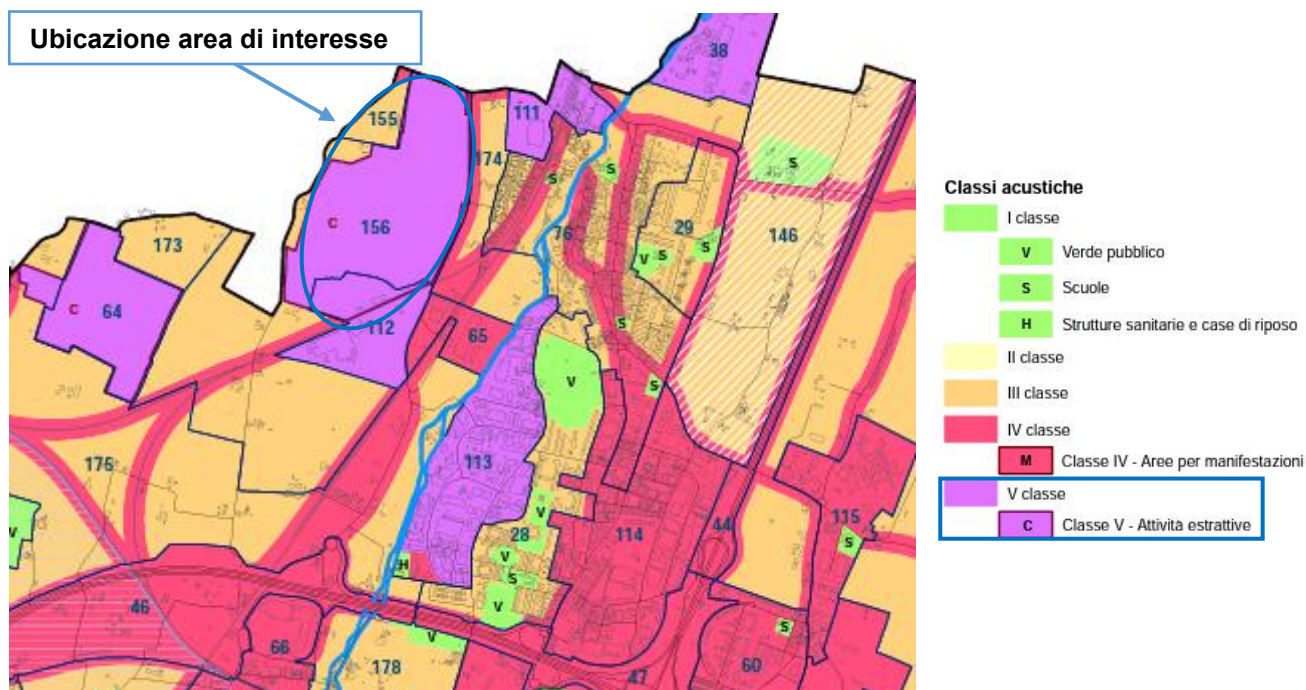 Ubicazione area di interesse
38
155
111
174
S
S
S
C
156
76
29
V
S
S
146
173
C
64
112
65
S
V
S
113
175
V
V
28
V
S
V
H
114
44
115
S
46
66
V
178
47
60
S
Classi acustiche
I classe
V Verde pubblico
S Scuole
H Strutture sanitarie e case di riposo
II classe
III classe
IV classe
M Classe IV - Aree per manifestazioni
V classe
C Classe V - Attività estrattive